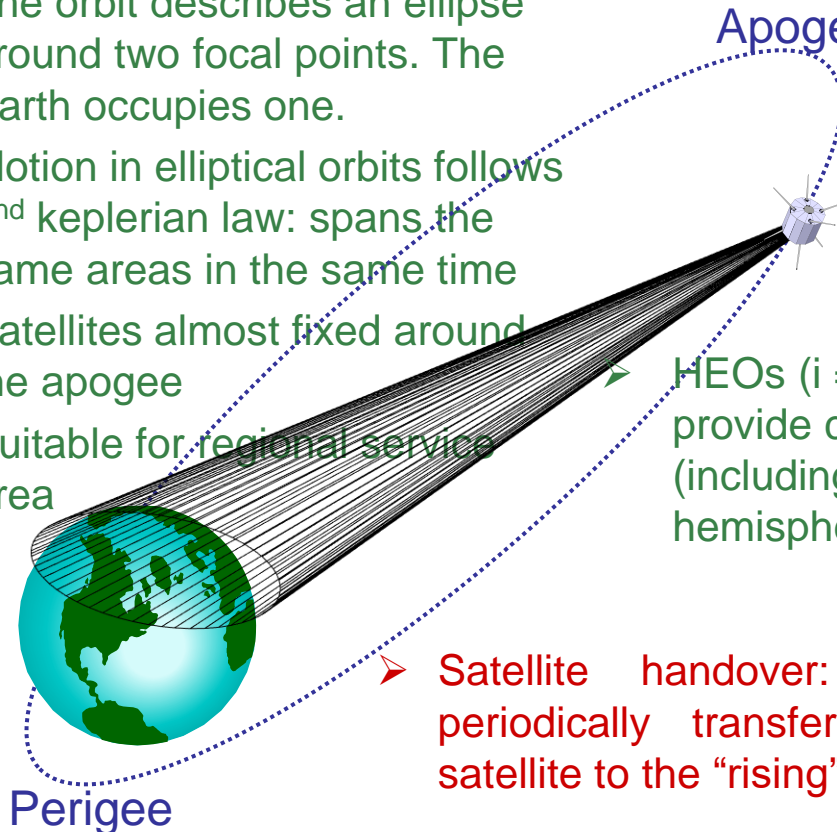 he orbit describes an ellipse
round two focal points. The
arth occupies one.
otion in elliptical orbits follows
nd keplerian law: spans the
ame areas in the same time
atellites almost fixed around
he apogee
uitable for regional service
rea
Apoge
HEOs (i =
provide
(including
hemisphe
Satellite handover:
periodically transfer
satellite to the “rising”
Perigee